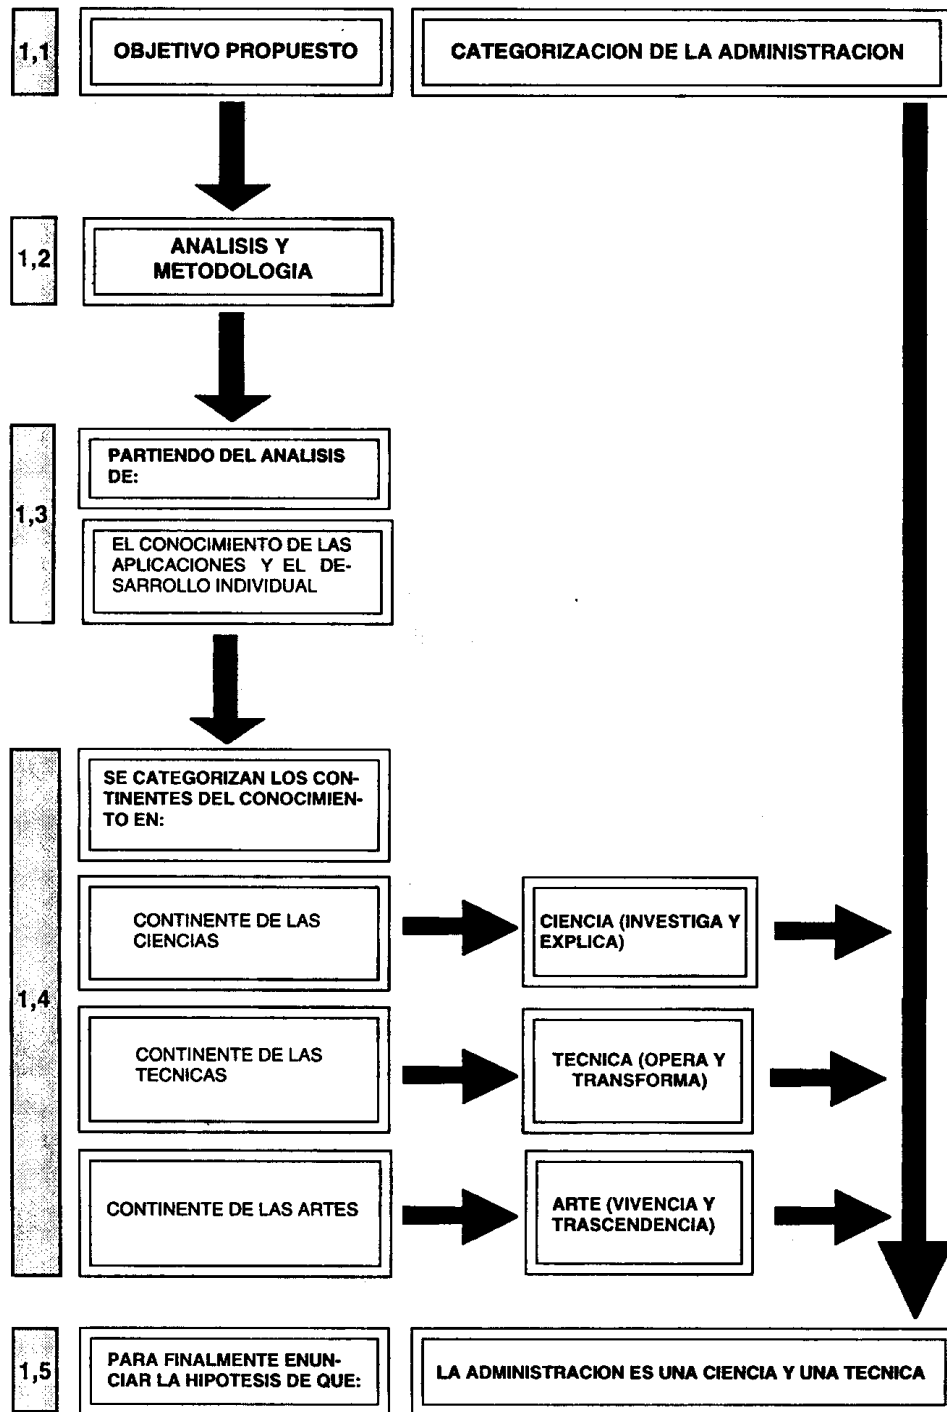 1,1
OBJETIVO PROPUESTO
CATEGORIZACION DE LA ADMINISTRACION
1,2
ANALISIS Y
METODOLOGIA
1,3
PARTIENDO DEL ANALISIS
DE:
EL CONOCIMIENTO DE LAS
APLICACIONES Y EL DE-
SARROLLO INDIVIDUAL
1,4
SE CATEGORIZAN LOS CON-
TINENTES DEL CONOCIMIEN-
TO EN:
CONTINENTE DE LAS
CIENCIAS
CIENCIA (INVESTIGA Y
EXPLICA)
CONTINENTE DE LAS
TECNICAS
TECNICA (OPERA Y
TRANSFORMA)
CONTINENTE DE LAS ARTES
ARTE (VIVENCIA Y
TRASCENDENCIA)
1,5
PARA FINALMENTE ENUN-
CIAR LA HIPOTESIS DE QUE:
LA ADMINISTRACION ES UNA CIENCIA Y UNA TECNICA